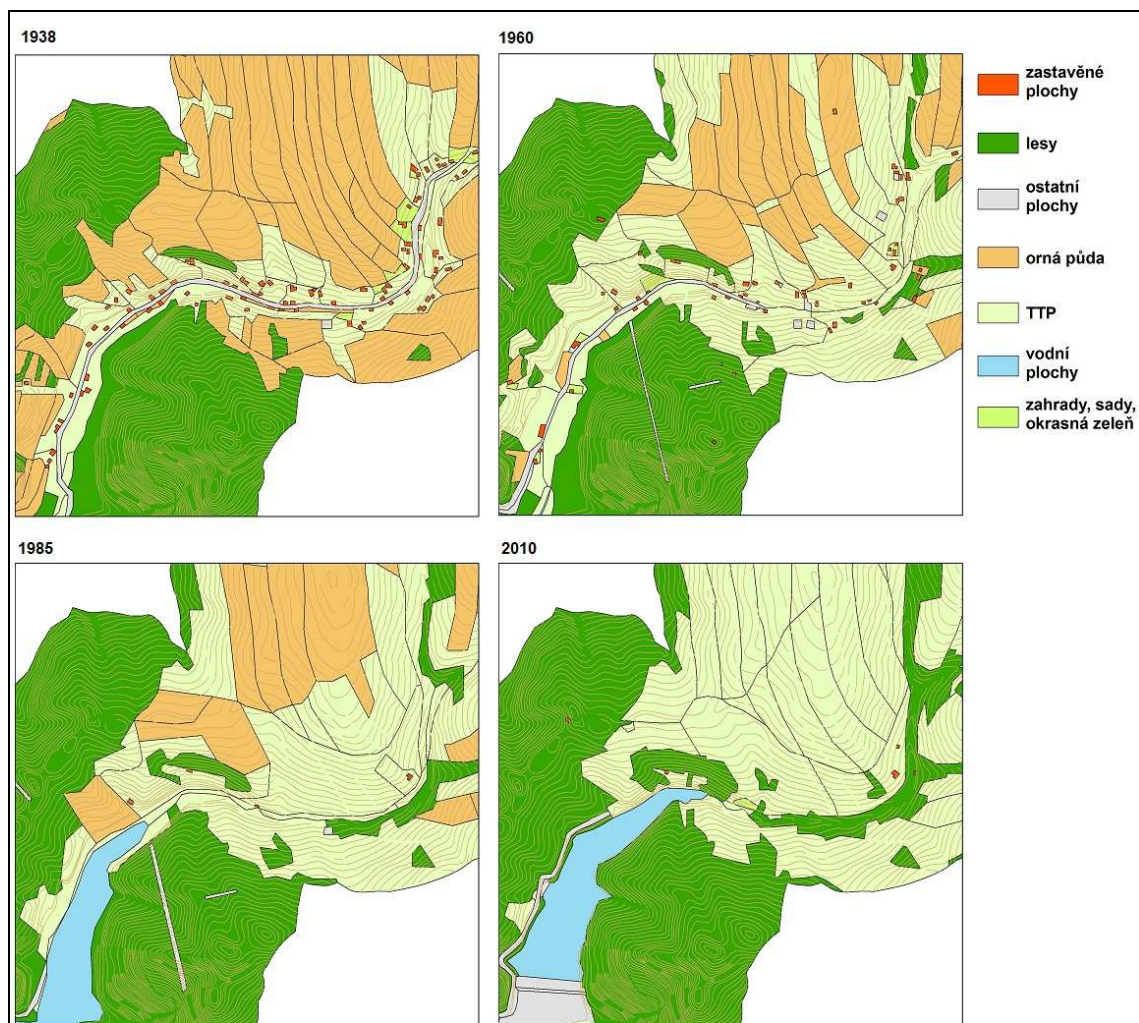 1938
1960
zastavěné
plochy
lesy
ostatní
plochy
orná půda
TTP
vodní
plochy
zahrady, sady,
okrasná zeleň
1985
2010